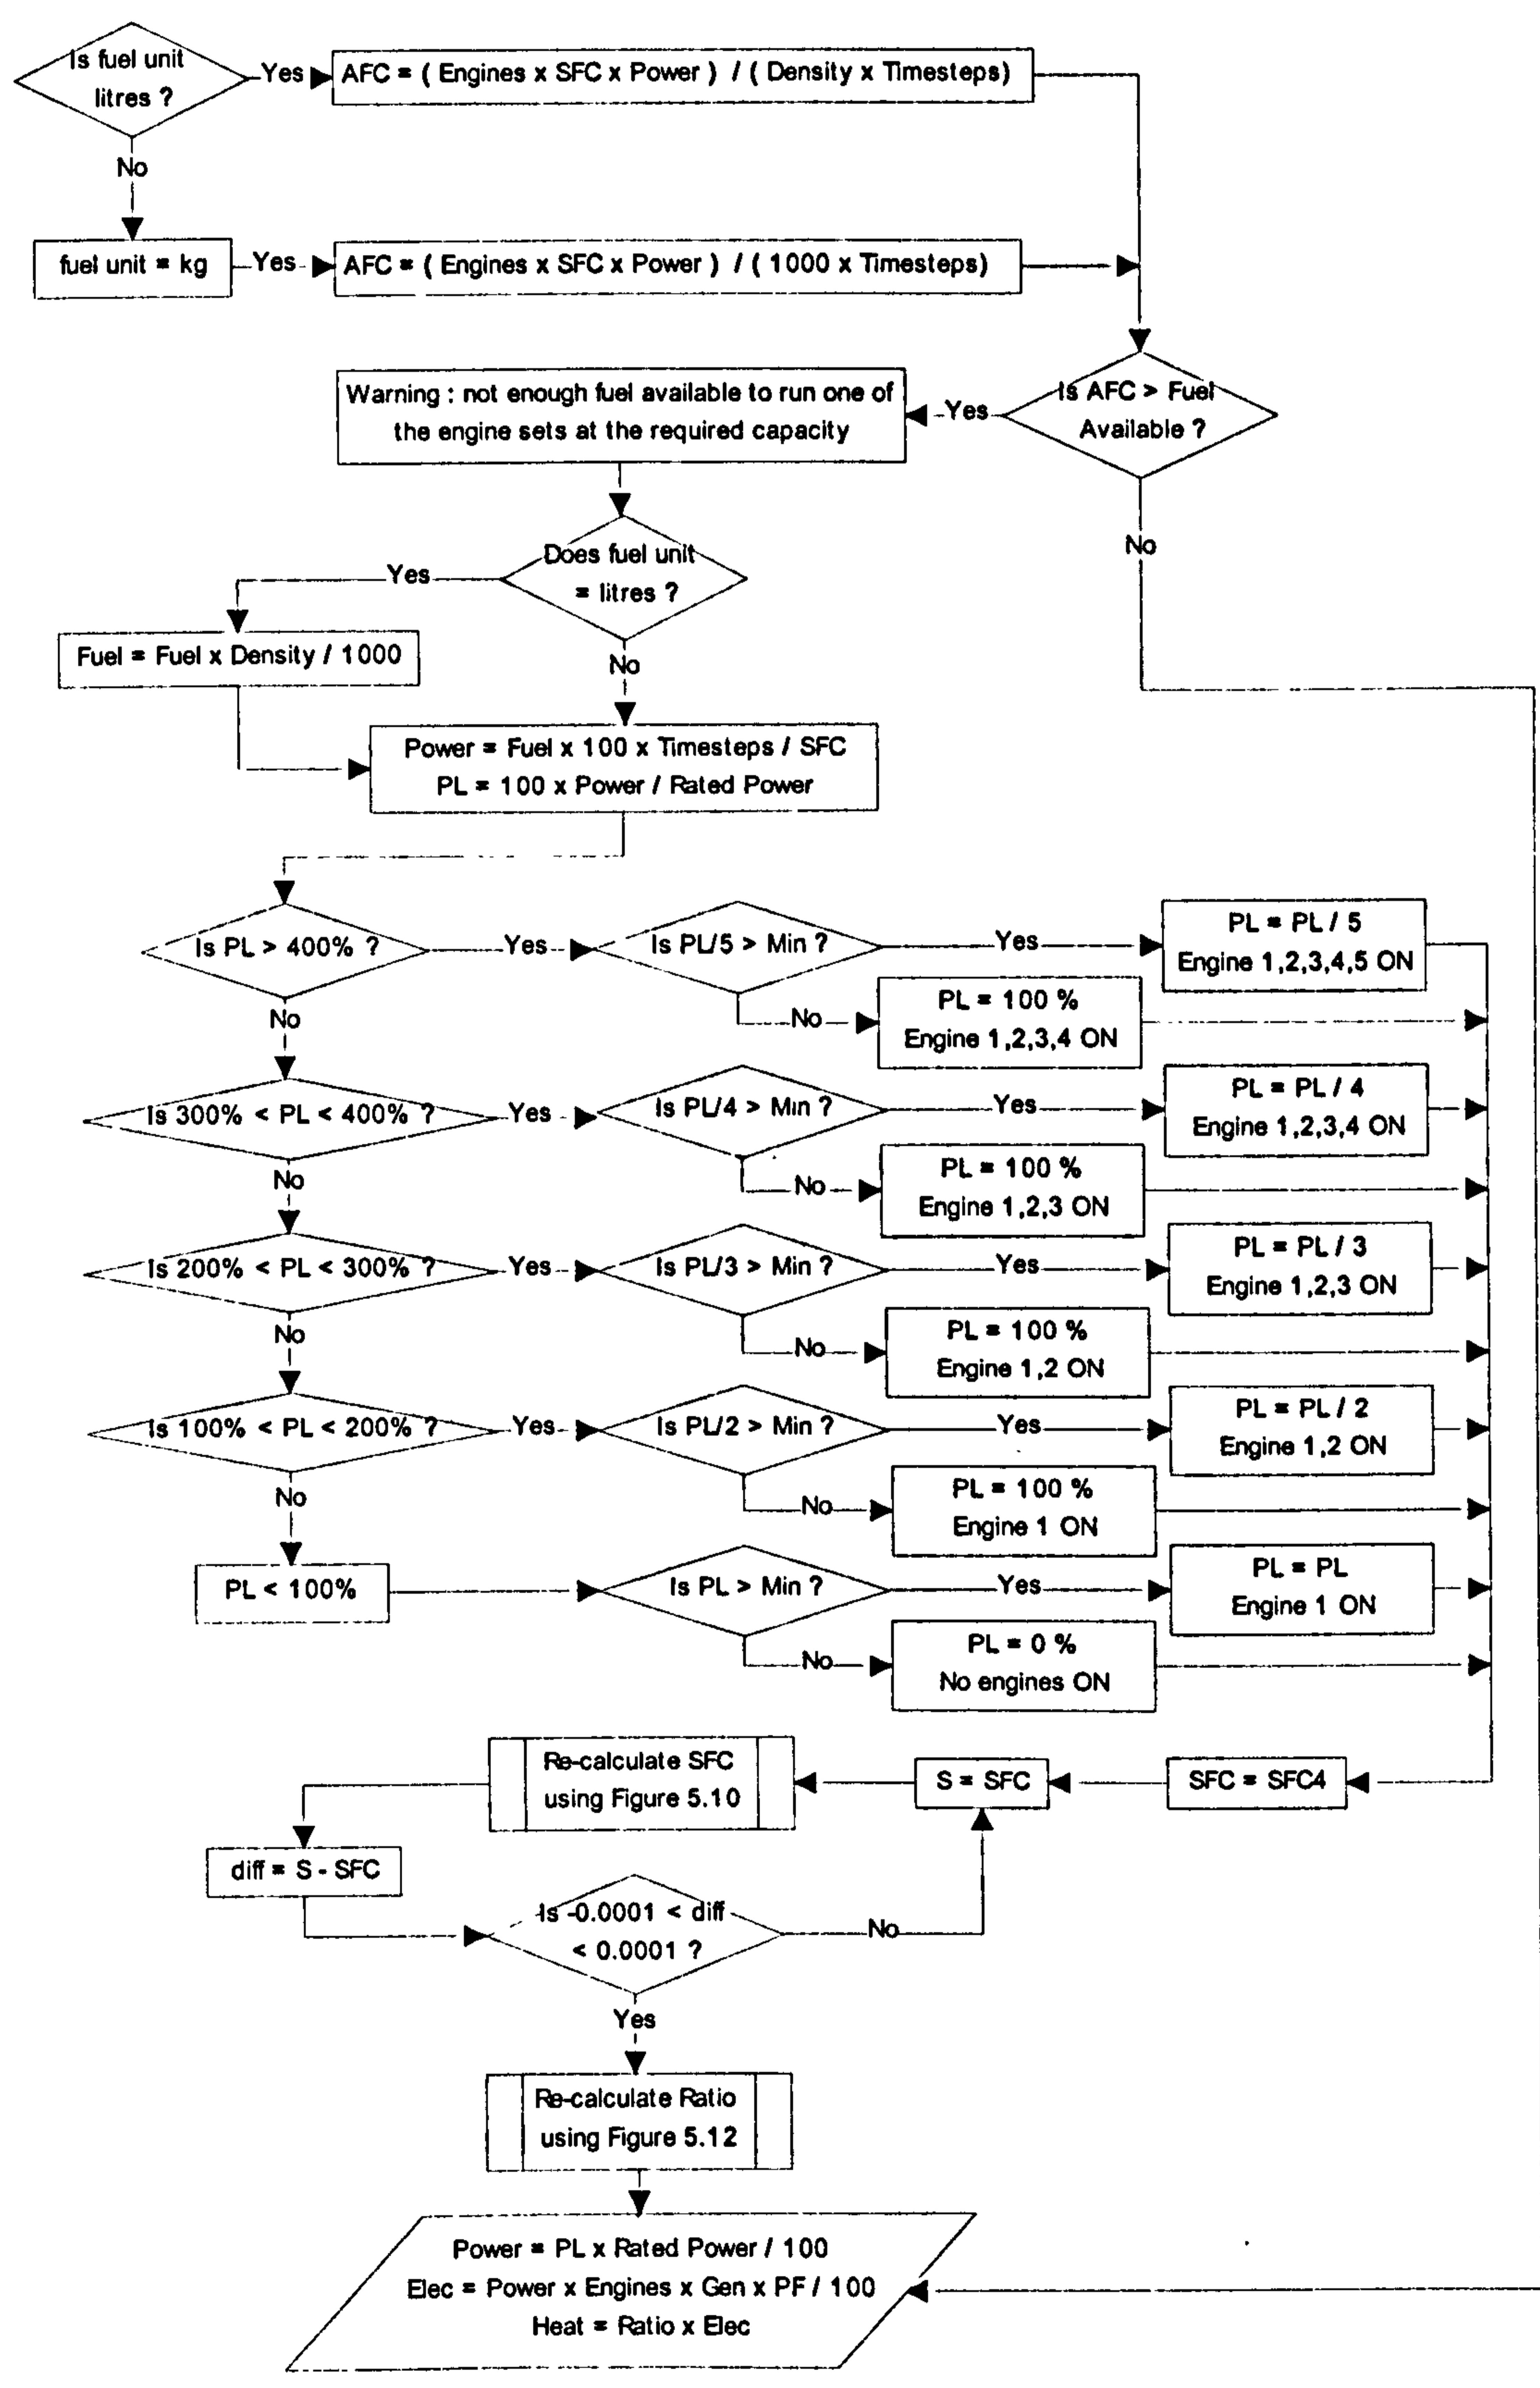 Is fuel unit
litres ?
Yes
AFC = ( Engines x SFC x Power ) / ( Density x Timesteps)
No
fuel unit = kg
Yes
AFC = ( Engines x SFC x Power ) / ( 1000 x Timesteps)
Is AFC > Fuel
Available ?
Yes
Warning : not enough fuel available to run one of
the engine sets at the required capacity
No
Does fuel unit
= litres ?
Yes
Fuel = Fuel x Density / 1000
No
Power = Fuel x 100 x Timesteps / SFC
PL = 100 x Power / Rated Power
Is PL > 400% ?
Yes
Is PL/5 > Min ?
Yes
PL = PL / 5
Engine 1,2,3,4,5 ON
No
PL = 100 %
Engine 1,2,3,4 ON
No
Is 300% < PL < 400% ?
Yes
Is PL/4 > Min ?
Yes
PL = PL / 4
Engine 1,2,3,4 ON
No
PL = 100 %
Engine 1,2,3 ON
No
Is 200% < PL < 300% ?
Yes
Is PL/3 > Min ?
Yes
PL = PL / 3
Engine 1,2,3 ON
No
PL = 100 %
Engine 1,2 ON
No
Is 100% < PL < 200% ?
Yes
Is PL/2 > Min ?
Yes
PL = PL / 2
Engine 1,2 ON
No
PL = 100 %
Engine 1 ON
No
PL < 100%
Is PL > Min ?
Yes
PL = PL
Engine 1 ON
No
PL = 0 %
No engines ON
Re-calculate SFC
using Figure 5.10
S = SFC
SFC = SFC4
diff = S - SFC
Is -0.0001 < diff
< 0.0001 ?
No
Yes
Re-calculate Ratio
using Figure 5.12
Power = PL x Rated Power / 100
Elec = Power x Engines x Gen x PF / 100
Heat = Ratio x Elec